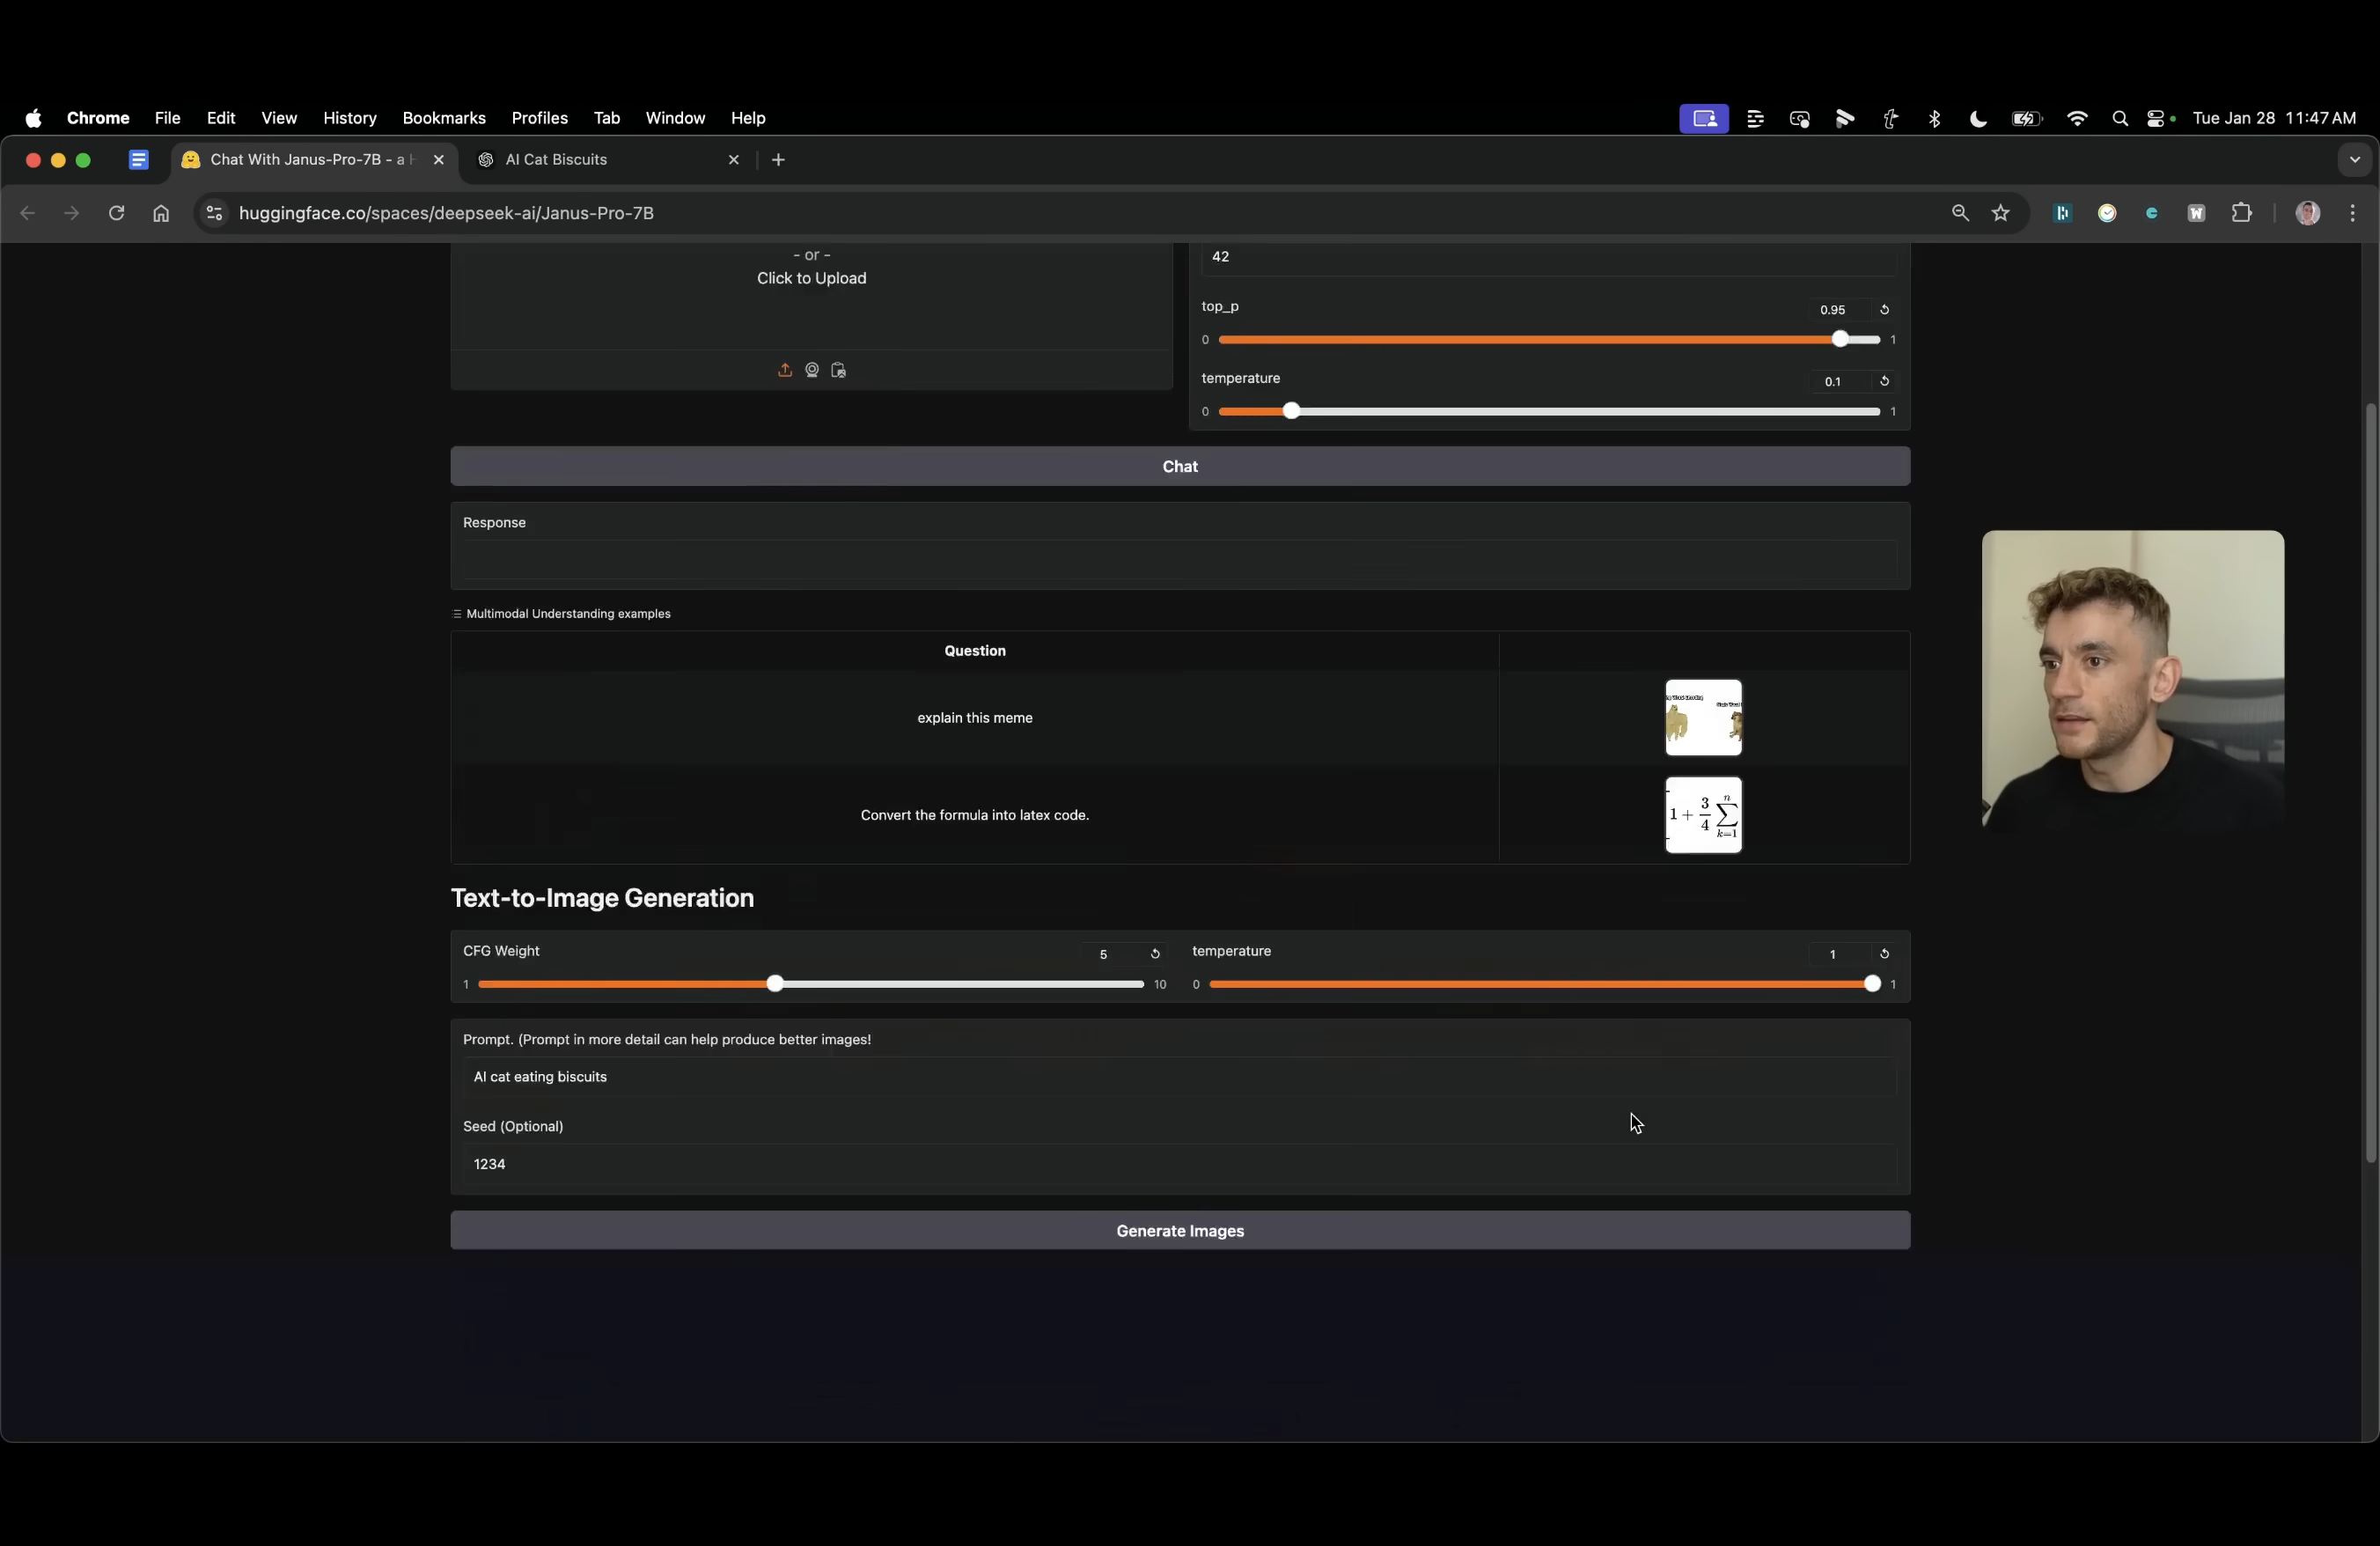 Chrome File Edit View History Bookmarks Profiles Tab Window Help Tue Jan 28 11:47 AM
Chat With Janus-Pro-7B - a AI Cat Biscuits
huggingface.co/spaces/deepseek-ai/Janus-Pro-7B
- or -
Click to Upload
42
top_p 0.95
0 1
temperature 0.1
0 1
Chat
Response
Multimodal Understanding examples
Question
explain this meme
Convert the formula into latex code.
1 + 3/4 ∑ n k=1
Text-to-Image Generation
CFG Weight 5 temperature 1
1 10 0 1
Prompt. (Prompt in more detail can help produce better images!
AI cat eating biscuits
Seed (Optional)
1234
Generate Images